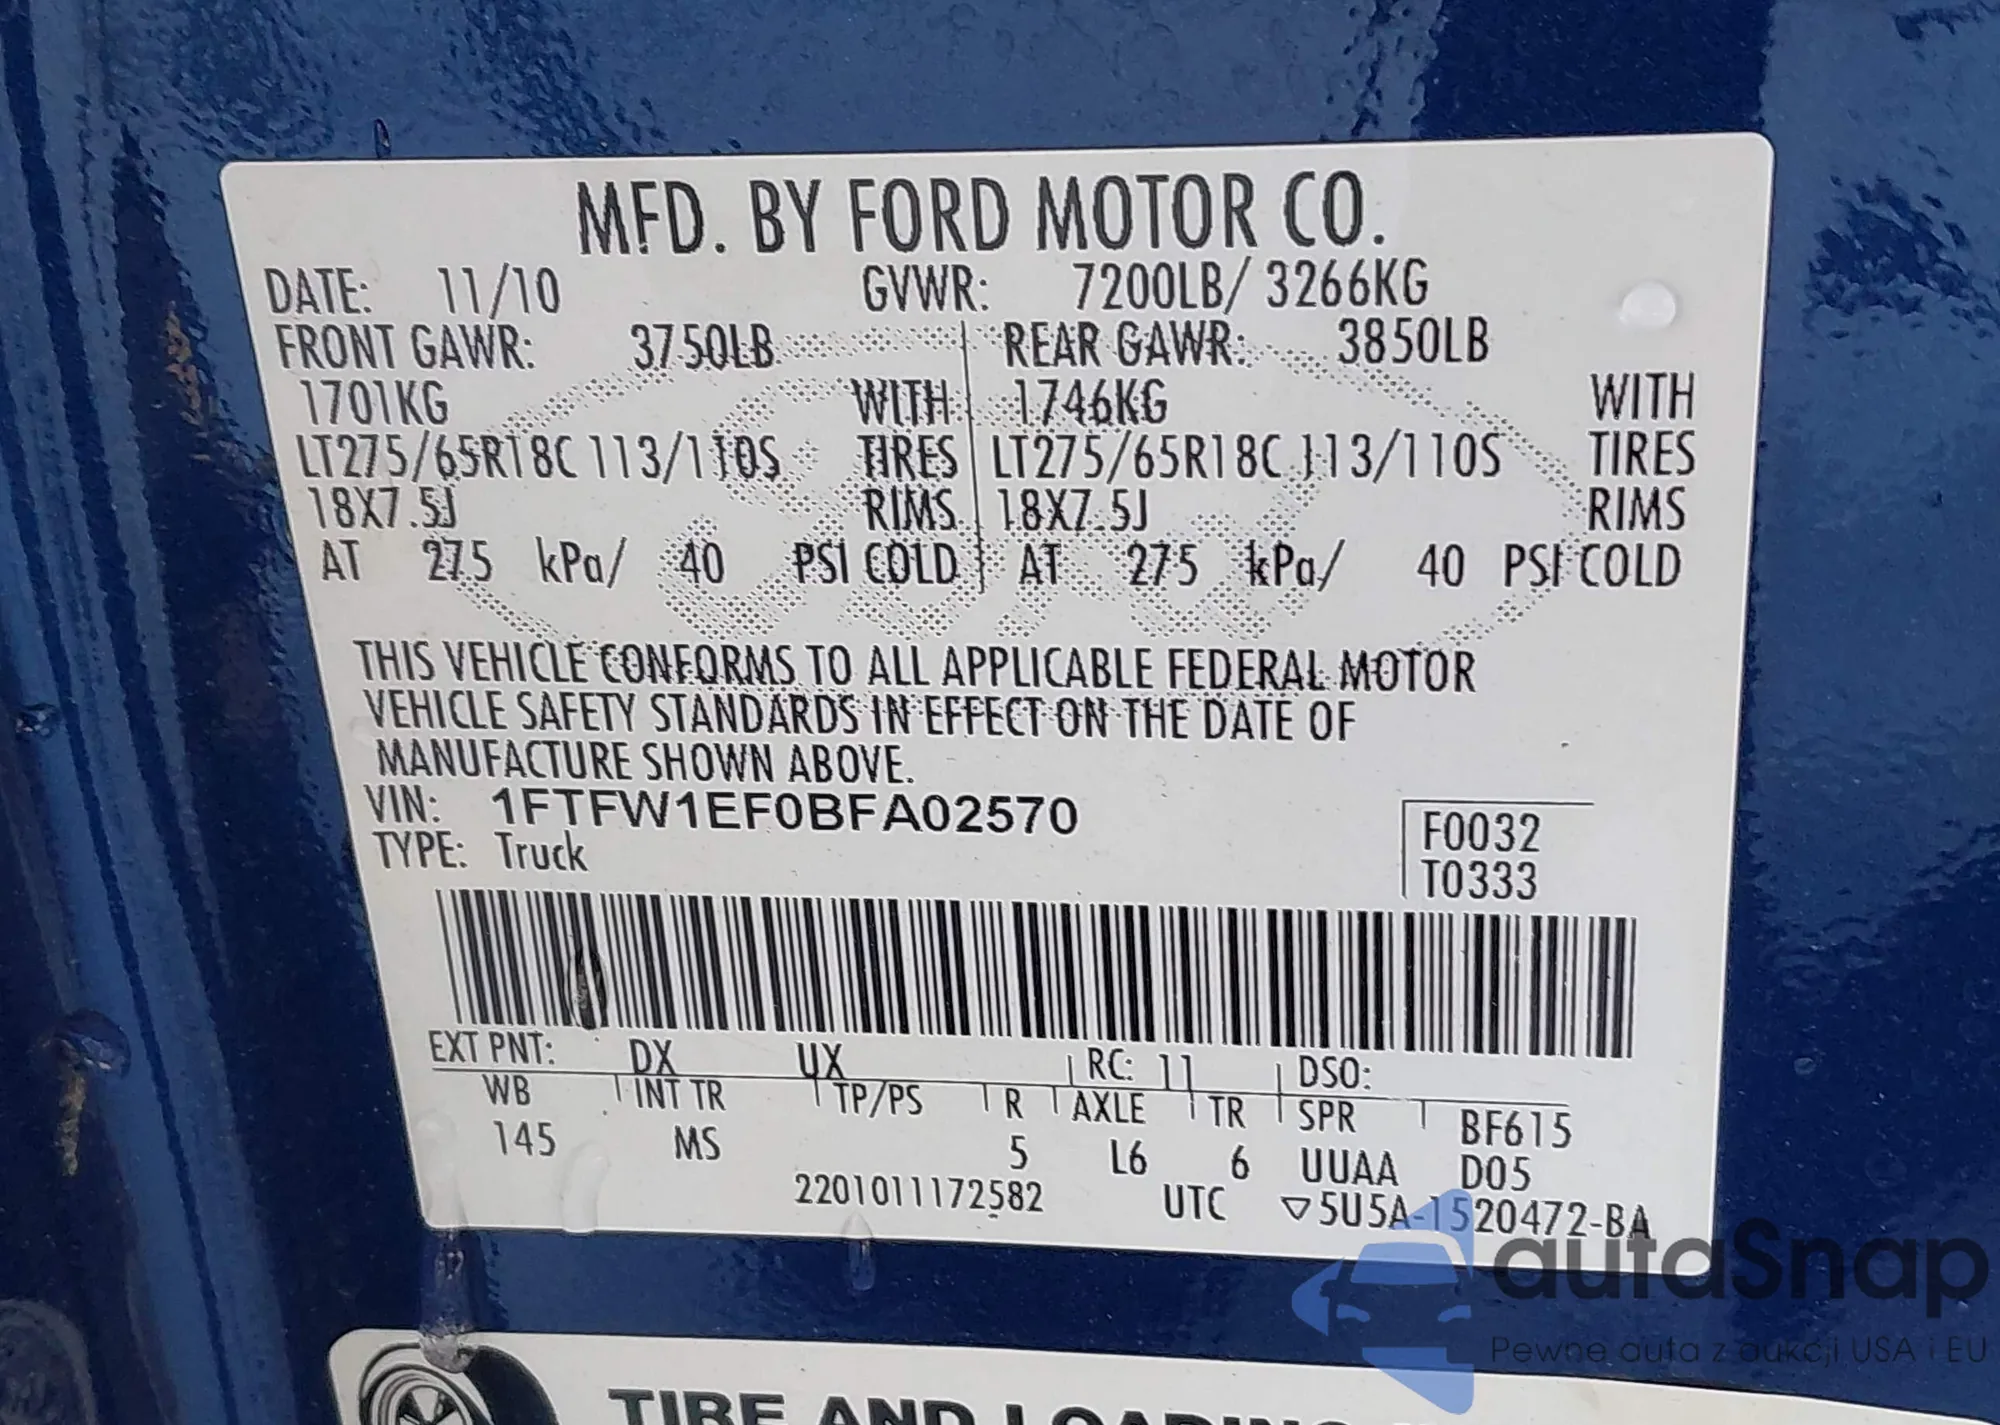 MFD. BY FORD MOTOR CO.
DATE: 11/10 GVWR: 7200LB/ 3266KG
FRONT GAWR: 3750LB REAR GAWR: 3850LB
1701KG WITH 1746KG WITH
LT275/65R18C 113/110S TIRES LT275/65R18C 113/110S TIRES
18X7.5J RIMS 18X7.5J RIMS
AT 275 kPa/ 40 PSI COLD AT 275 kPa/ 40 PSI COLD
THIS VEHICLE CONFORMS TO ALL APPLICABLE FEDERAL MOTOR
VEHICLE SAFETY STANDARDS IN EFFECT ON THE DATE OF
MANUFACTURE SHOWN ABOVE.
VIN: 1FTFW1EF0BFA02570
TYPE: Truck
F0032
T0333
EXT PNT: DX UX RC: 11 DSO:
WB INT TR TP/PS R AXLE TR SPR BF615
145 MS 5 L6 6 UUAA D05
2201011172582 UTC ▽5U5A-1520472-BA
autaSnap
Pewne auta z aukcji USA i EU
TIRE AND LOADING